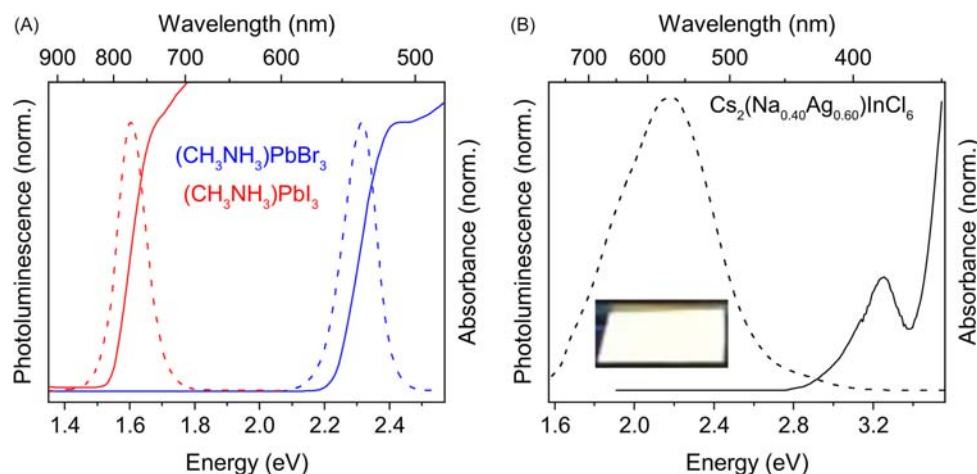 (A)
Wavelength (nm)
900 800 700 600 500
Photoluminescence (norm.)
(CH₃NH₃)PbBr₃
(CH₃NH₃)PbI₃
Absorbance (norm.)
1.4 1.6 1.8 2.0 2.2 2.4
Energy (eV)
(B)
Wavelength (nm)
700 600 500 400
Photoluminescence (norm.)
Cs₂(Na₀.₄₀Ag₀.₆₀)InCl₆
Absorbance (norm.)
1.6 2.0 2.4 2.8 3.2
Energy (eV)